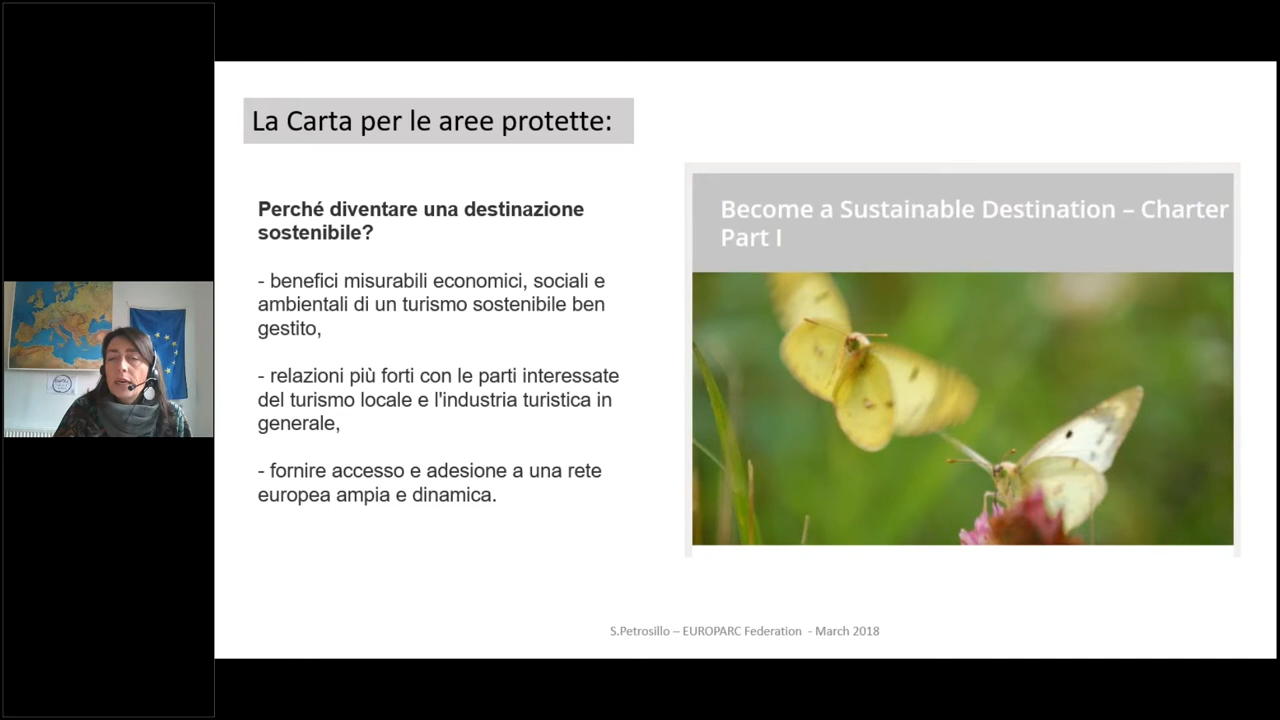 La Carta per le aree protette:
Perché diventare una destinazione
sostenibile?
- benefici misurabili economici, sociali e
ambientali di un turismo sostenibile ben
gestito,
- relazioni più forti con le parti interessate
del turismo locale e l'industria turistica in
generale,
- fornire accesso e adesione a una rete
europea ampia e dinamica.
Become a Sustainable Destination – Charter
Part I
S.Petrosillo – EUROPARC Federation - March 2018